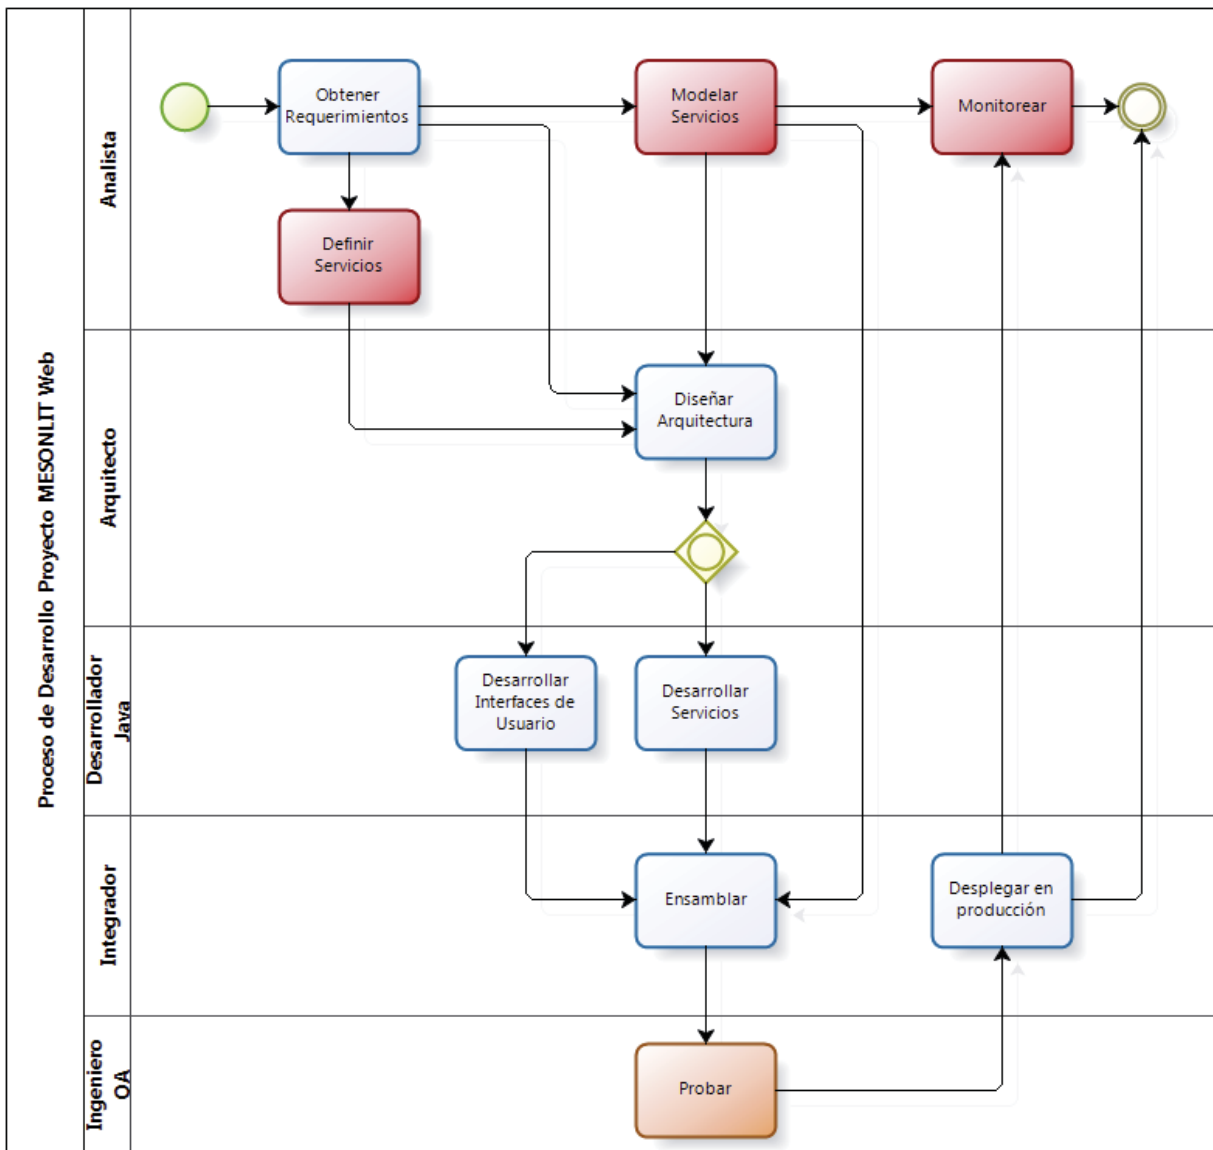 Proceso de Desarrollo Proyecto MESONLIT Web
Analista
Obtener
Requerimientos
Modelar
Servicios
Monitorear
Definir
Servicios
Arquitecto
Diseñar
Arquitectura
Desarrollador
Java
Desarrollar
Interfaces de
Usuario
Desarrollar
Servicios
Integrador
Ensamblar
Desplegar en
producción
Ingeniero
QA
Probar